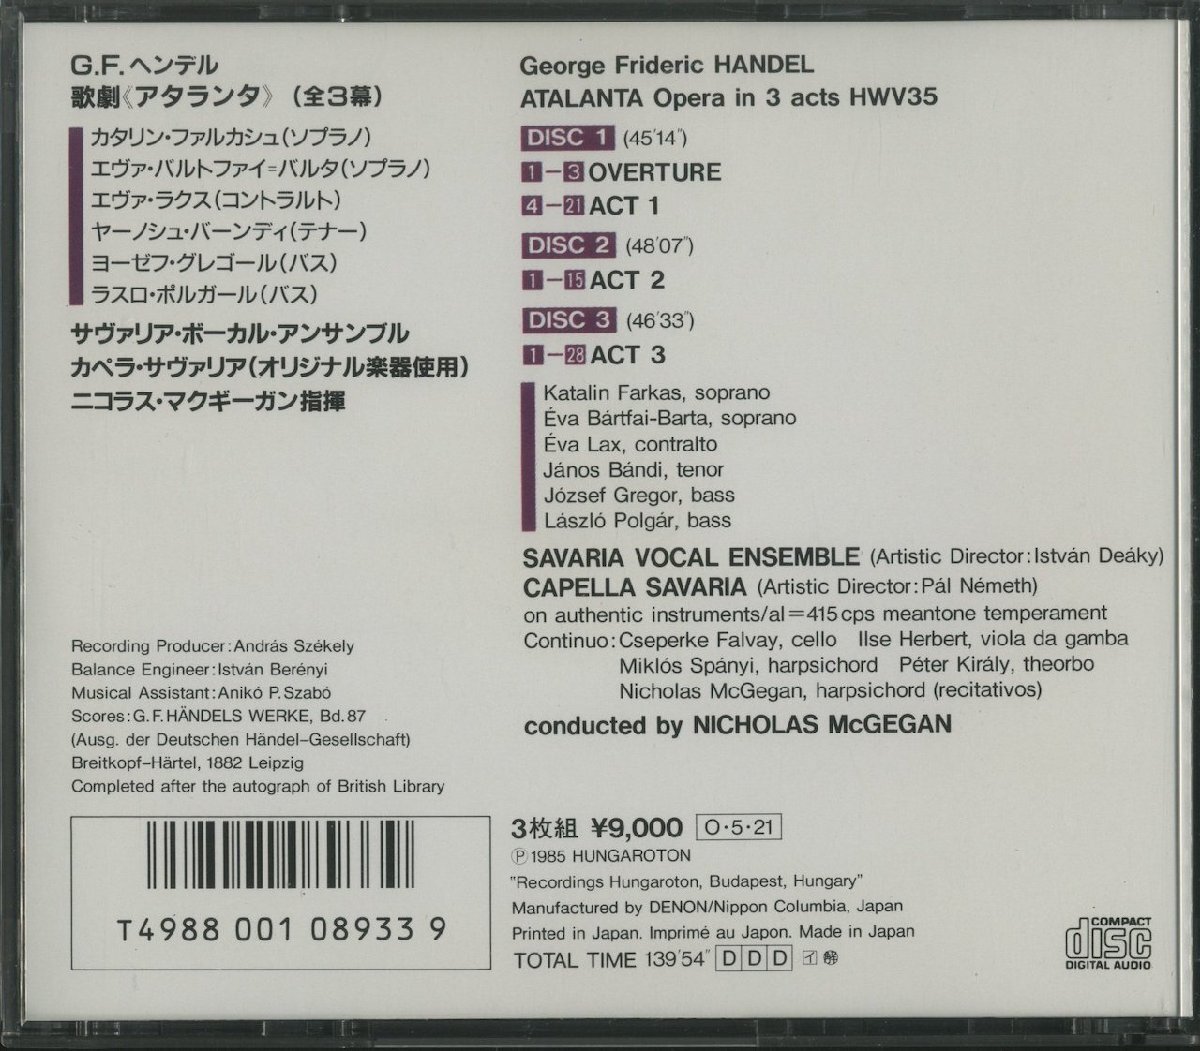 G.F.ヘンデル
歌劇《アタランタ》(全3幕)
カタリン・ファルカシュ(ソプラノ)
エヴァ・バルトファイ=バルタ(ソプラノ)
エヴァ・ラクス(コントラルト)
ヤーノシュ・バーンディ(テナー)
ヨーゼフ・グレゴール(バス)
ラスロ・ポルガール(バス)
サヴァリア・ボーカル・アンサンブル
カペラ・サヴァリア(オリジナル楽器使用)
ニコラス・マクギーガン指揮
Recording Producer:András Székely
Balance Engineer:István Berényi
Musical Assistant:Anikó P.Szabó
Scores:G.F.HÄNDELS WERKE, Bd.87
(Ausg. der Deutschen Händel-Gesellschaft)
Breitkopf-Härtel, 1882 Leipzig
Completed after the autograph of British Library
T4988 001 08933 9
George Frideric HANDEL
ATALANTA Opera in 3 acts HWV35
DISC 1 (45'14")
1-3 OVERTURE
4-21 ACT 1
DISC 2 (48'07")
1-15 ACT 2
DISC 3 (46'33")
1-28 ACT 3
Katalin Farkas, soprano
Éva Bártfai-Barta, soprano
Éva Lax, contralto
János Bándi, tenor
József Gregor, bass
László Polgár, bass
SAVARIA VOCAL ENSEMBLE (Artistic Director:István Deáky)
CAPELLA SAVARIA (Artistic Director:Pál Németh)
on authentic instruments/al=415cps meantone temperament
Continuo:Cseperke Falvay, cello Ilse Herbert, viola da gamba
Miklós Spányi, harpsichord Péter Király, theorbo
Nicholas McGegan, harpsichord (recitativos)
conducted by NICHOLAS McGEGAN
3枚組 ¥9,000 O・5・21
Ⓟ1985 HUNGAROTON
"Recordings Hungaroton, Budapest, Hungary"
Manufactured by DENON/Nippon Columbia, Japan
Printed in Japan. Imprimé au Japon. Made in Japan
TOTAL TIME 139'54" DDD イ
COMPACT
disc
DIGITAL AUDIO